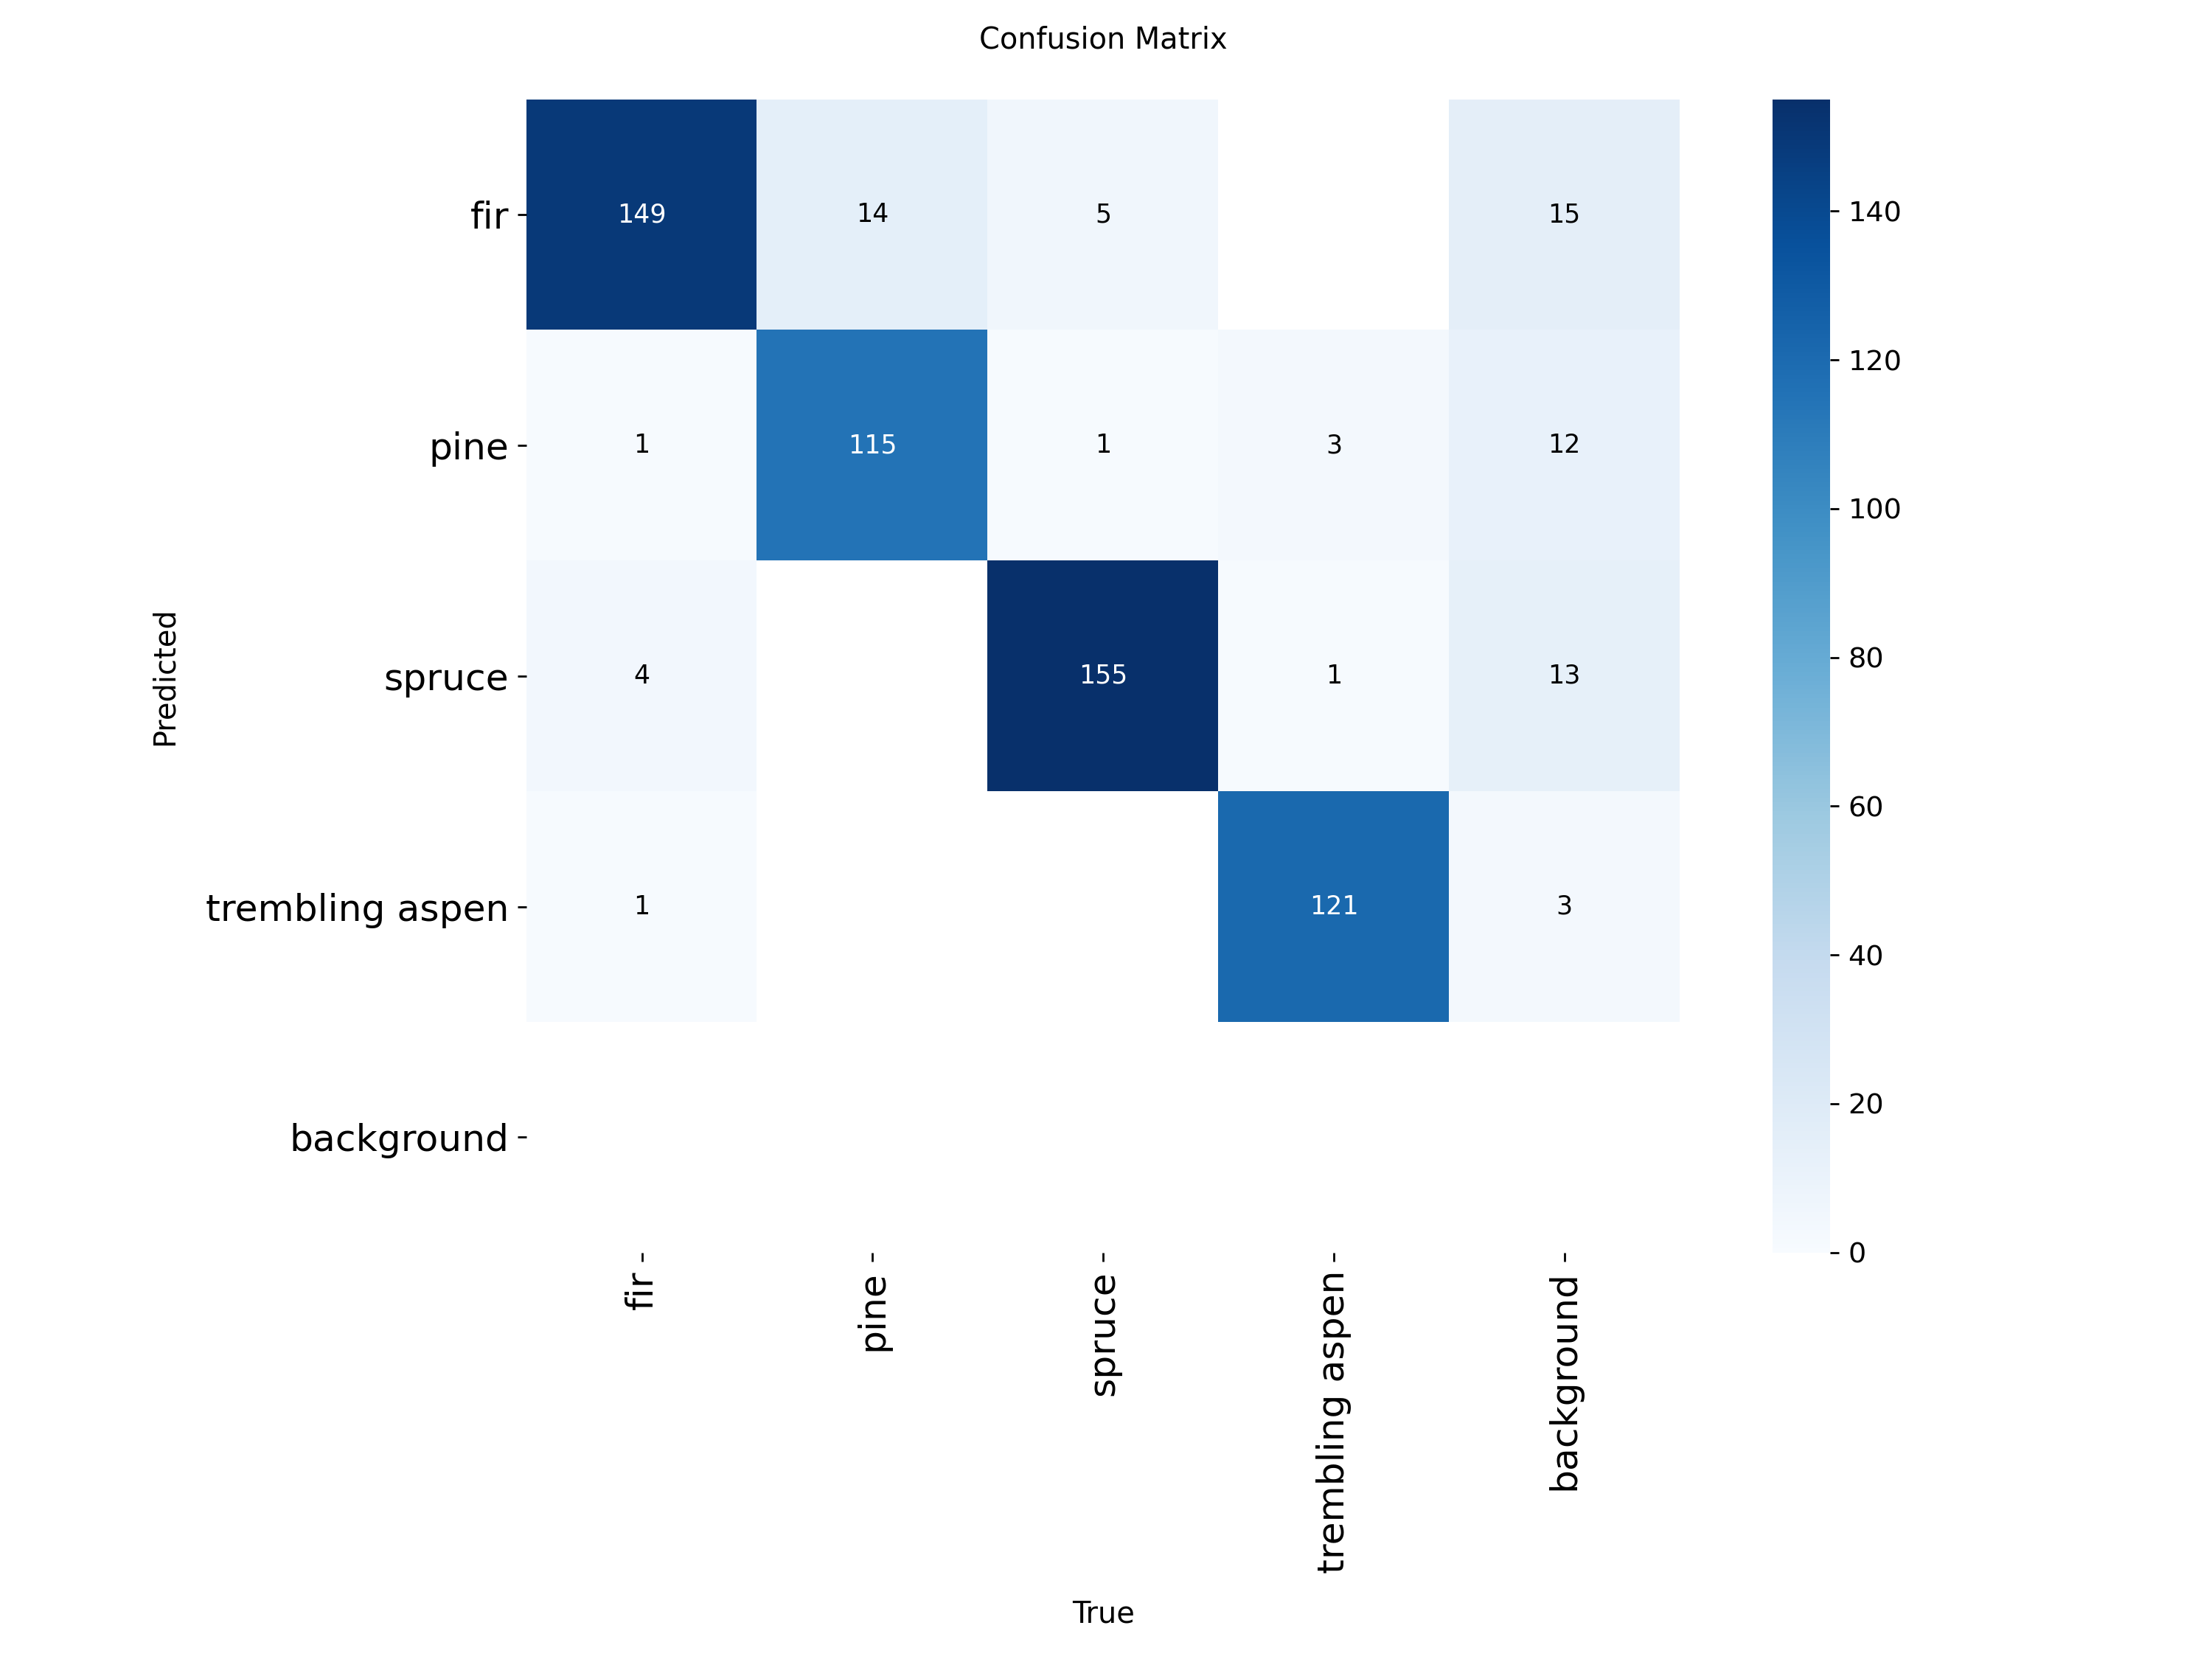 Confusion Matrix
fir
149
14
5
15
pine
1
115
1
3
12
spruce
4
155
1
13
trembling aspen
1
121
3
background
fir
pine
spruce
trembling aspen
background
Predicted
True
140
120
100
80
60
40
20
0